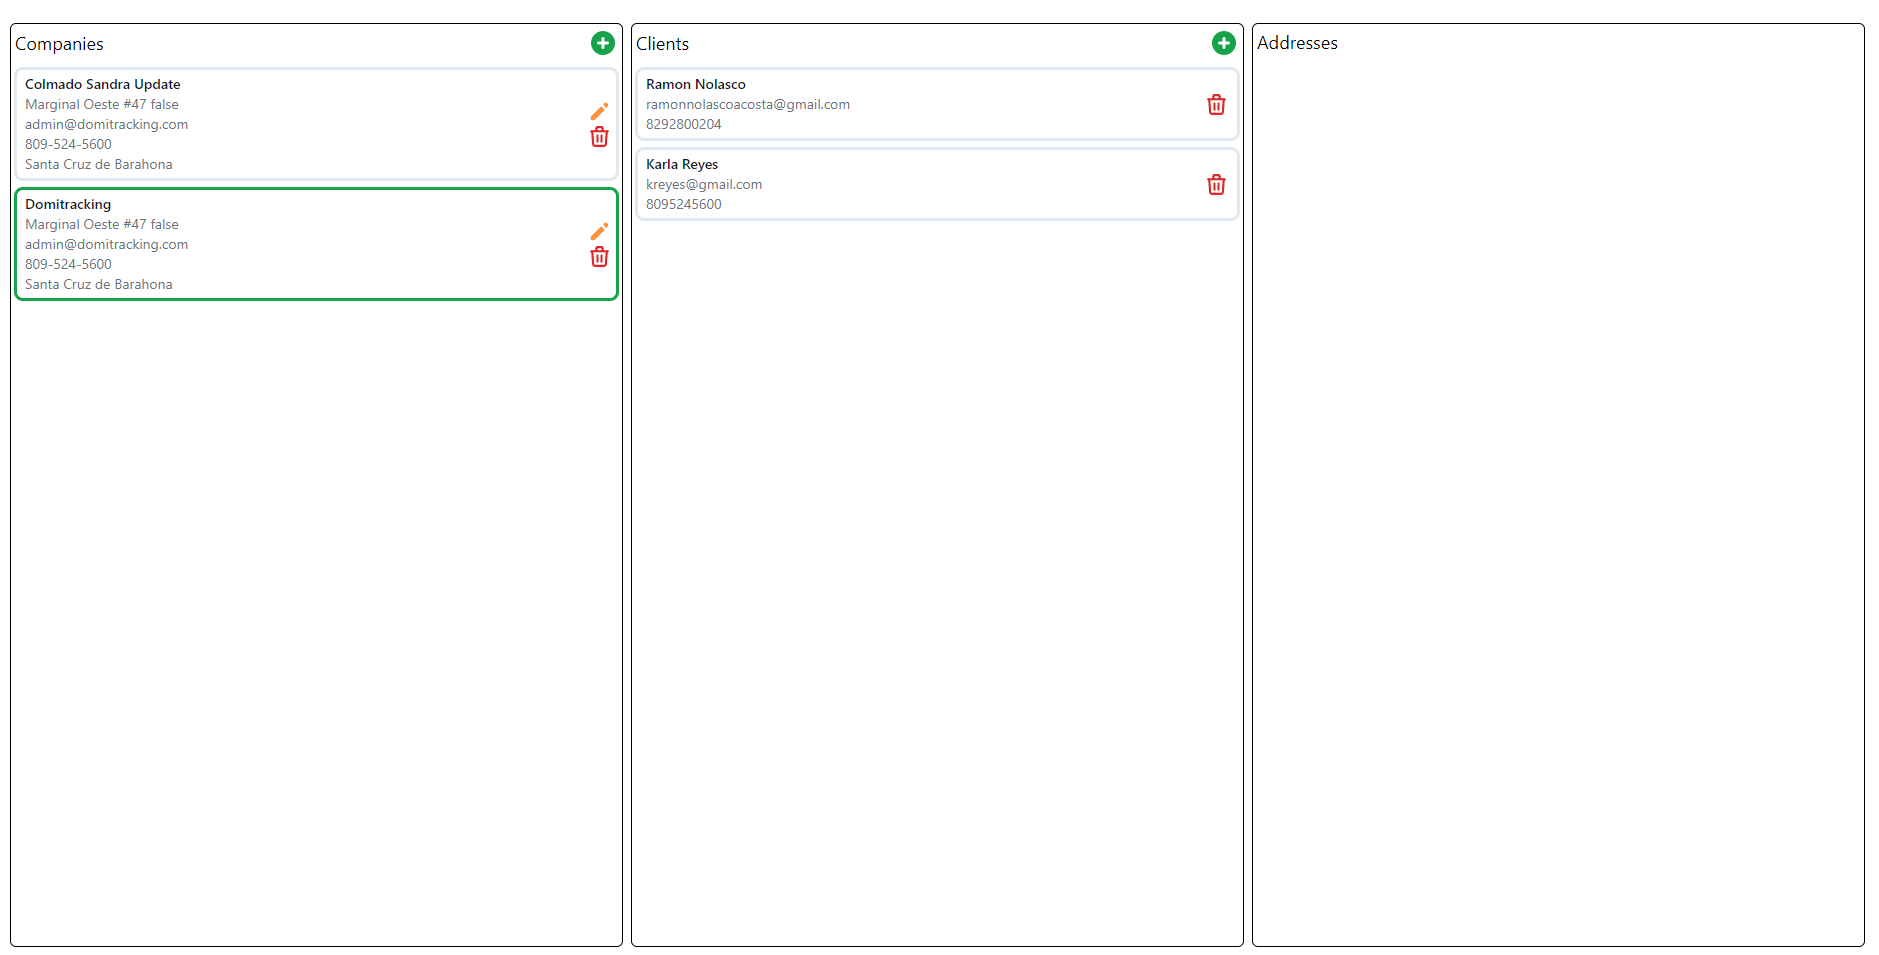 Companies
Colmado Sandra Update
Marginal Oeste #47 false
admin@domitracking.com
809-524-5600
Santa Cruz de Barahona
Domitracking
Marginal Oeste #47 false
admin@domitracking.com
809-524-5600
Santa Cruz de Barahona
Clients
Ramon Nolasco
ramonnolascoacosta@gmail.com
8292800204
Karla Reyes
kreyes@gmail.com
8095245600
Addresses